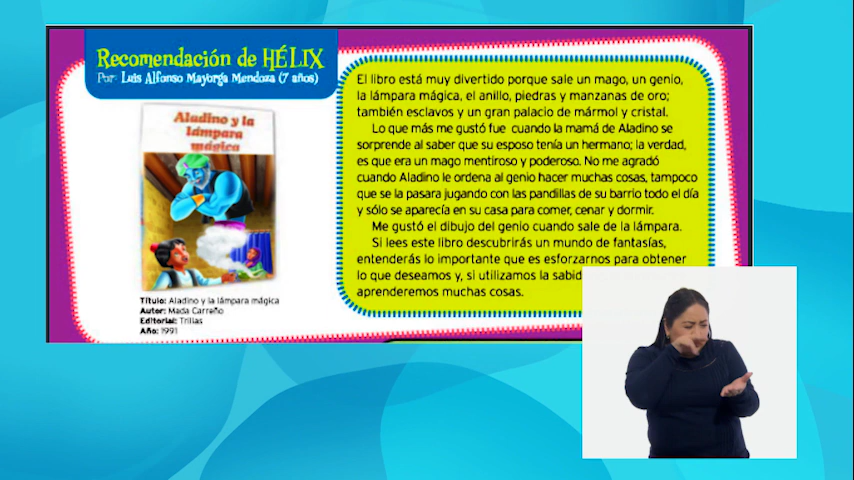 Recomendación de HÉLIX
Por: Luis Alfonso Mayorga Mendoza (7 años)
Aladino y la
lámpara
mágica
Título: Aladino y la lámpara mágica
Autor: Mada Carreño
Editorial: Trillas
Año: 1991
El libro está muy divertido porque sale un mago, un genio,
la lámpara mágica, el anillo, piedras y manzanas de oro;
también esclavos y un gran palacio de mármol y cristal.
Lo que más me gustó fue cuando la mamá de Aladino se
sorprende al saber que su esposo tenía un hermano; la verdad,
es que era un mago mentiroso y poderoso. No me agradó
cuando Aladino le ordena al genio hacer muchas cosas, tampoco
que se la pasara jugando con las pandillas de su barrio todo el día
y sólo se aparecía en su casa para comer, cenar y dormir.
Me gustó el dibujo del genio cuando sale de la lámpara.
Si lees este libro descubrirás un mundo de fantasías,
entenderás lo importante que es esforzarnos para obtener
lo que deseamos y, si utilizamos la
aprenderemos muchas cosas.